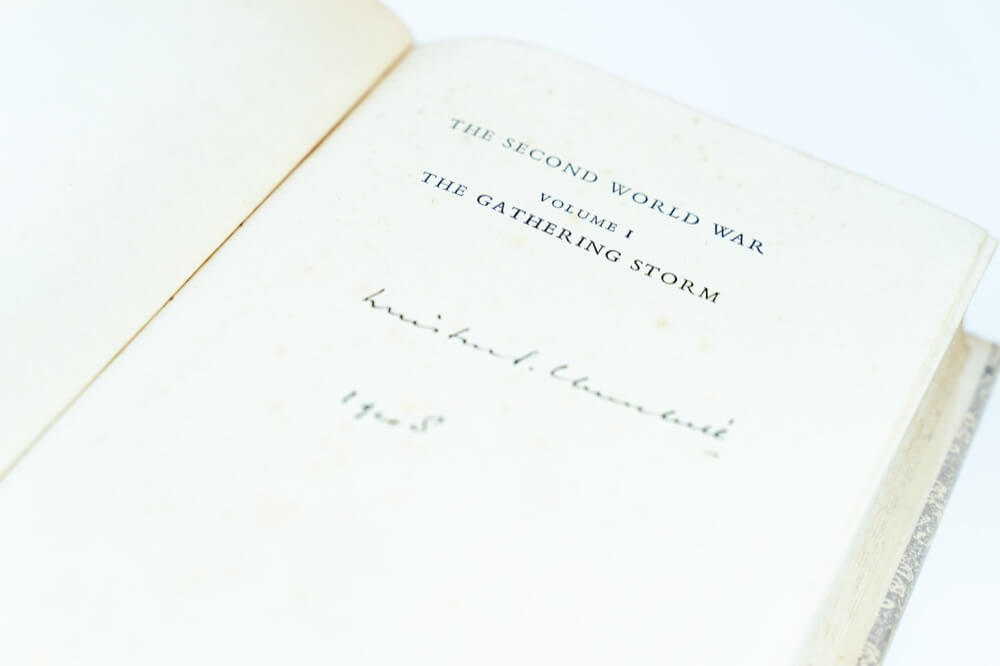 THE SECOND WORLD WAR
VOLUME I
THE GATHERING STORM
Winston S. Churchill
1948